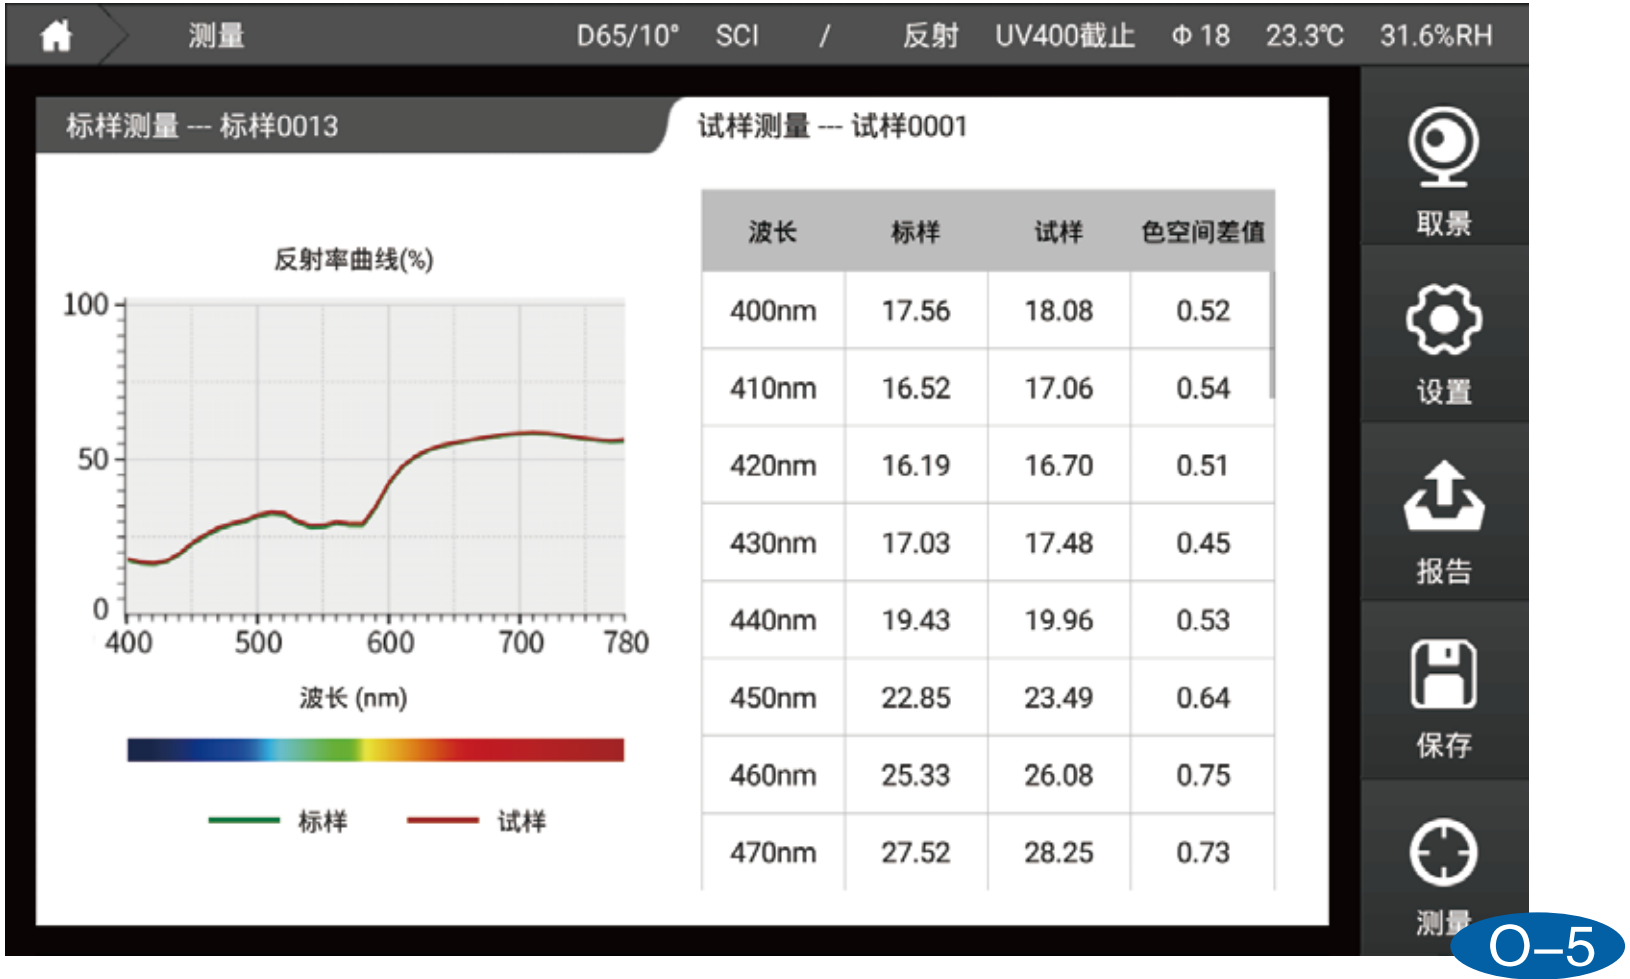 测量 D65/10° SCI / 反射 UV400截止 Φ 18 23.3℃ 31.6%RH
标样测量 --- 标样0013
试样测量 --- 试样0001
反射率曲线(%)
100
50
0
400 500 600 700 780
波长 (nm)
标样 试样
波长 标样 试样 色空间差值
400nm 17.56 18.08 0.52
410nm 16.52 17.06 0.54
420nm 16.19 16.70 0.51
430nm 17.03 17.48 0.45
440nm 19.43 19.96 0.53
450nm 22.85 23.49 0.64
460nm 25.33 26.08 0.75
470nm 27.52 28.25 0.73
取景
设置
报告
保存
测量
O–5